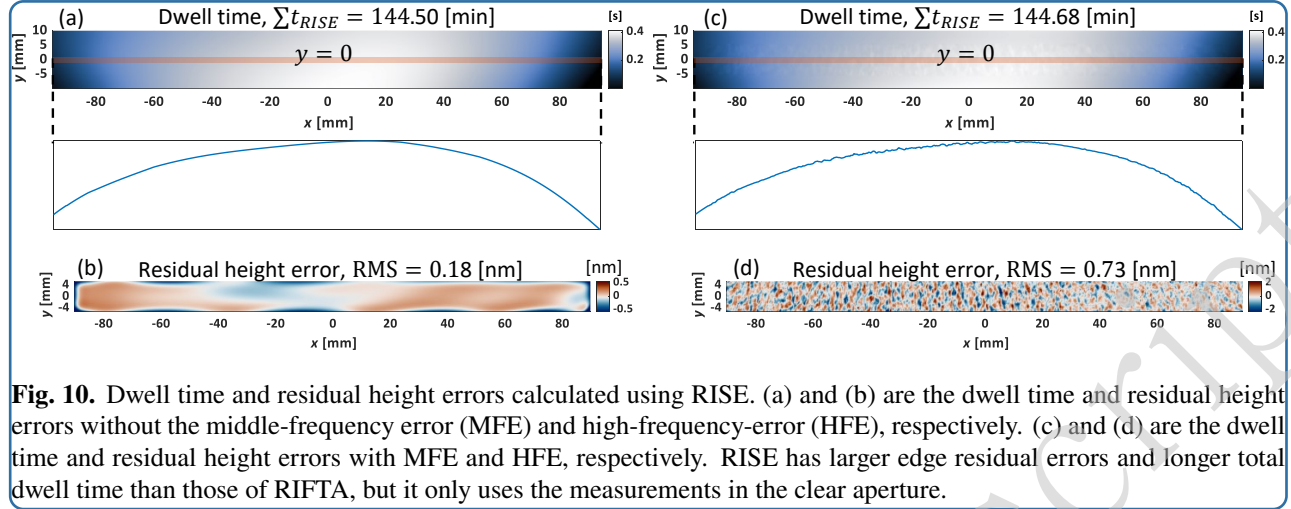 (a) Dwell time, ∑t_RISE = 144.50 [min] [s]
10
5
0
-5
y [mm]
y = 0
0.4
0.2
-80 -60 -40 -20 0 20 40 60 80
x [mm]
(b) Residual height error, RMS = 0.18 [nm] [nm]
4
0
-4
y [mm]
0.5
-0.5
-80 -60 -40 -20 0 20 40 60 80
x [mm]
(c) Dwell time, ∑t_RISE = 144.68 [min] [s]
10
5
0
-5
y [mm]
y = 0
0.4
0.2
-80 -60 -40 -20 0 20 40 60 80
x [mm]
(d) Residual height error, RMS = 0.73 [nm] [nm]
4
0
-4
y [mm]
2
-2
-80 -60 -40 -20 0 20 40 60 80
x [mm]
Fig. 10. Dwell time and residual height errors calculated using RISE. (a) and (b) are the dwell time and residual height
errors without the middle-frequency error (MFE) and high-frequency-error (HFE), respectively. (c) and (d) are the dwell
time and residual height errors with MFE and HFE, respectively. RISE has larger edge residual errors and longer total
dwell time than those of RIFTA, but it only uses the measurements in the clear aperture.
cript